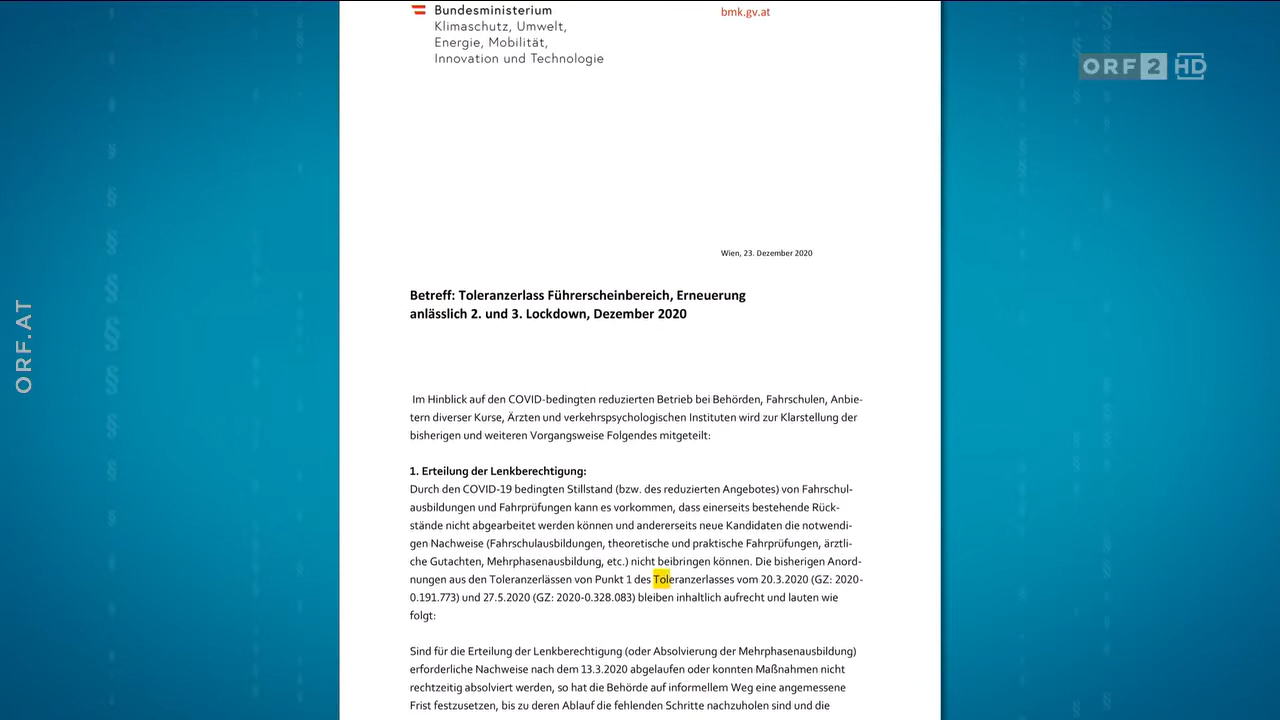 Bundesministerium
bmk.gv.at
Klimaschutz, Umwelt,
Energie, Mobilität,
Innovation und Technologie
ORF 2 HD
ORF.AT
Wien, 23. Dezember 2020
Betreff: Toleranzerlass Führerscheinbereich, Erneuerung
anlässlich 2. und 3. Lockdown, Dezember 2020
Im Hinblick auf den COVID-bedingten reduzierten Betrieb bei Behörden, Fahrschulen, Anbie-
tern diverser Kurse, Ärzten und verkehrspsychologischen Instituten wird zur Klarstellung der
bisherigen und weiteren Vorgangsweise Folgendes mitgeteilt:
1. Erteilung der Lenkberechtigung:
Durch den COVID-19 bedingten Stillstand (bzw. des reduzierten Angebotes) von Fahrschul-
ausbildungen und Fahrprüfungen kann es vorkommen, dass einerseits bestehende Rück-
stände nicht abgearbeitet werden können und andererseits neue Kandidaten die notwendi-
gen Nachweise (Fahrschulausbildungen, theoretische und praktische Fahrprüfungen, ärztli-
che Gutachten, Mehrphasenausbildung, etc.) nicht beibringen können. Die bisherigen Anord-
nungen aus den Toleranzerlässen von Punkt 1 des Toleranzerlasses vom 20.3.2020 (GZ: 2020-
0.191.773) und 27.5.2020 (GZ: 2020-0.328.083) bleiben inhaltlich aufrecht und lauten wie
folgt:
Sind für die Erteilung der Lenkberechtigung (oder Absolvierung der Mehrphasenausbildung)
erforderliche Nachweise nach dem 13.3.2020 abgelaufen oder konnten Maßnahmen nicht
rechtzeitig absolviert werden, so hat die Behörde auf informellem Weg eine angemessene
Frist festzusetzen, bis zu deren Ablauf die fehlenden Schritte nachzuholen sind und die